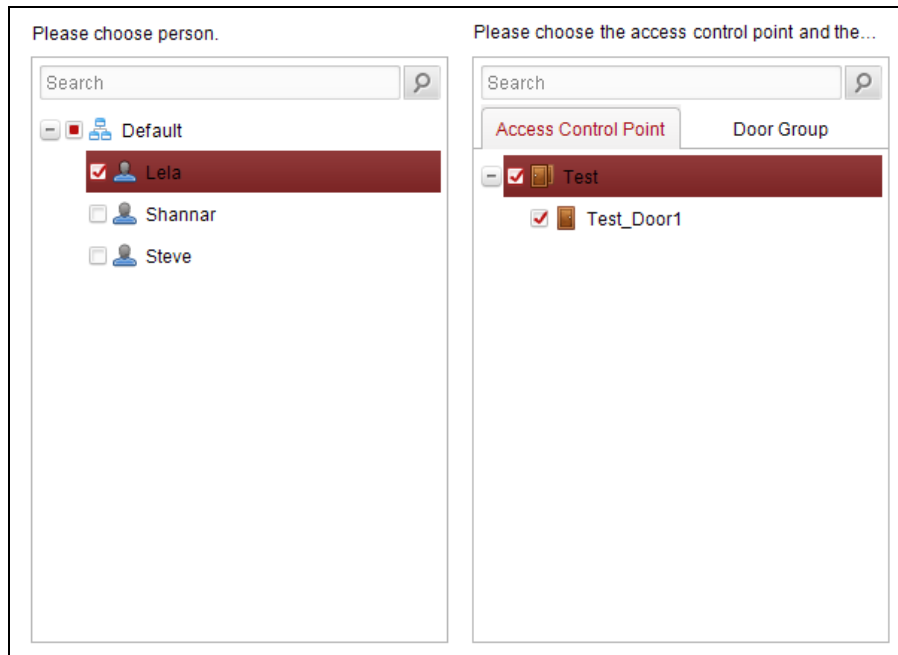 Please choose person.
Search
Default
Lela
Shannar
Steve
Please choose the access control point and the...
Search
Access Control Point Door Group
Test
Test_Door1